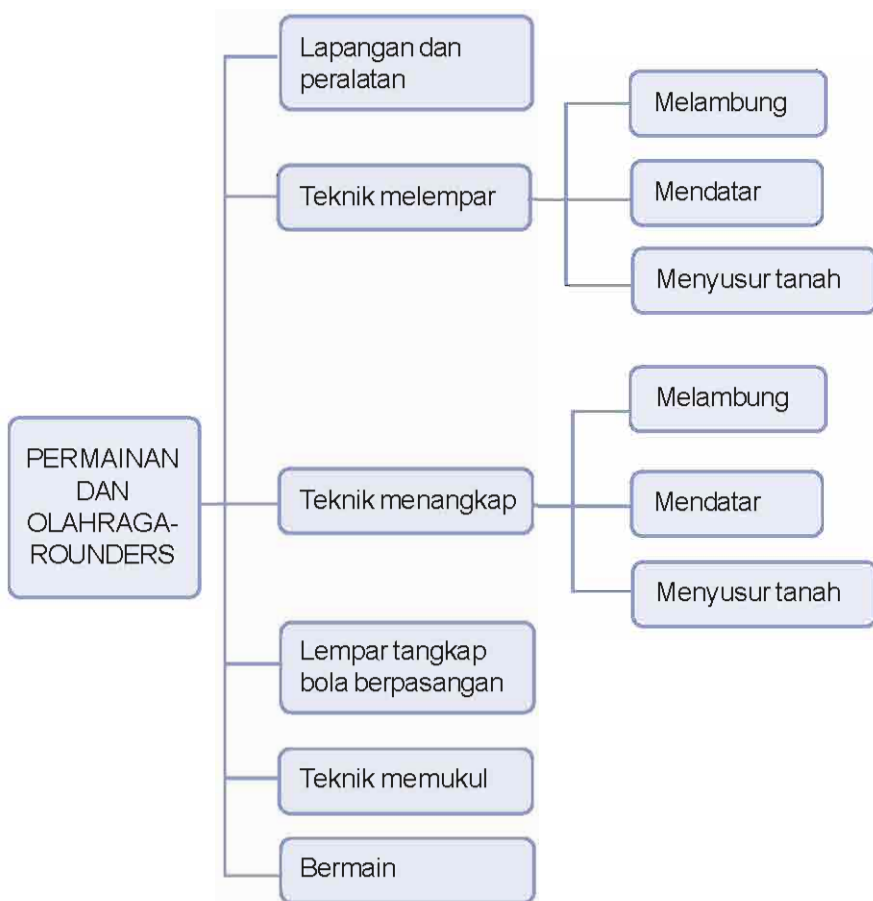 Lapangan dan
peralatan
Teknik melempar
Melambung
Mendatar
Menyusur tanah
PERMAINAN
DAN
OLAHRAGA-
ROUNDERS
Teknik menangkap
Melambung
Mendatar
Menyusur tanah
Lempar tangkap
bola berpasangan
Teknik memukul
Bermain